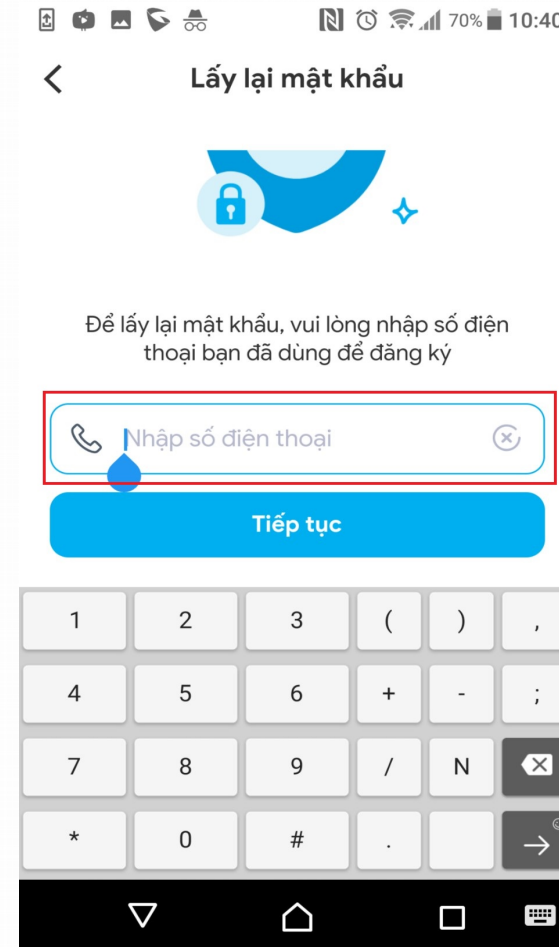 70% 10:40
Lấy lại mật khẩu
Để lấy lại mật khẩu, vui lòng nhập số điện
thoại bạn đã dùng để đăng ký
Nhập số điện thoại
Tiếp tục
1 2 3 ( ) ,
4 5 6 + - ;
7 8 9 / N
* 0 # .